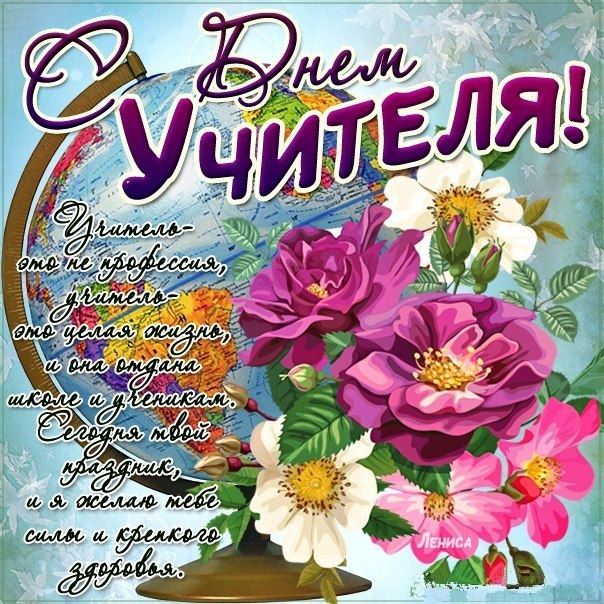 С Днем
Учителя!
Учитель-
это не профессия,
учитель-
это целая жизнь,
и она отдана
школе и ученикам.
Сегодня твой
праздник,
и я желаю тебе
силы и крепкого
здоровья.
Лениса